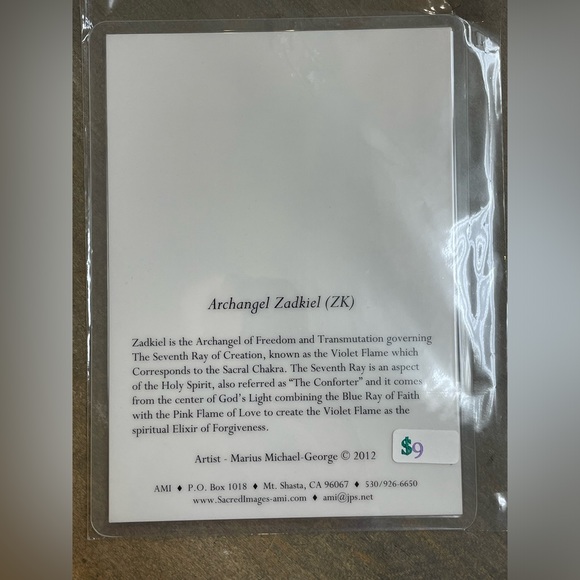 Archangel Zadkiel (ZK)
Zadkiel is the Archangel of Freedom and Transmutation governing
The Seventh Ray of Creation, known as the Violet Flame which
Corresponds to the Sacral Chakra. The Seventh Ray is an aspect
of the Holy Spirit, also referred as “The Conforter” and it comes
from the center of God's Light combining the Blue Ray of Faith
with the Pink Flame of Love to create the Violet Flame as the
spiritual Elixir of Forgiveness.
$9
Artist - Marius Michael-George © 2012
AMI ♦ P.O. Box 1018 ♦ Mt. Shasta, CA 96067 ♦ 530/926-6650
www.SacredImages-ami.com ♦ ami@jps.net